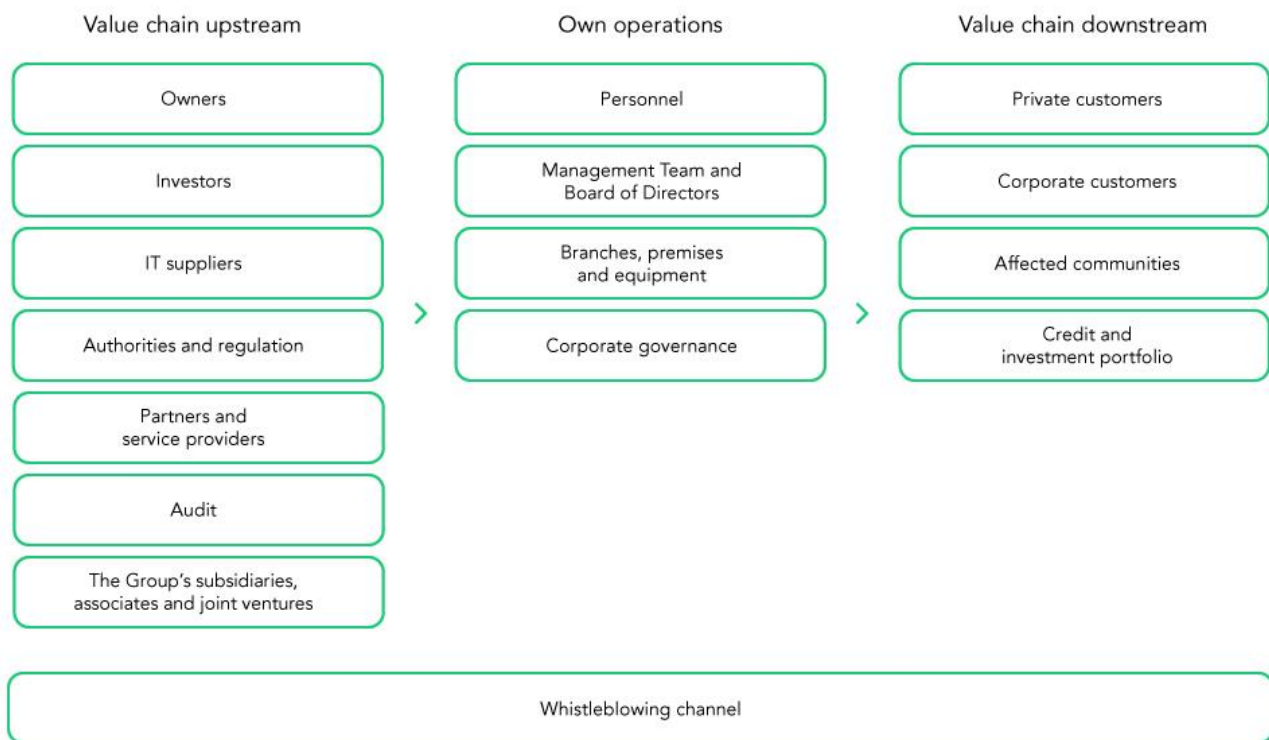 Value chain upstream
Owners
Investors
IT suppliers
Authorities and regulation
Partners and
service providers
Audit
The Group's subsidiaries,
associates and joint ventures
Own operations
Personnel
Management Team and
Board of Directors
Branches, premises
and equipment
Corporate governance
Value chain downstream
Private customers
Corporate customers
Affected communities
Credit and
investment portfolio
Whistleblowing channel